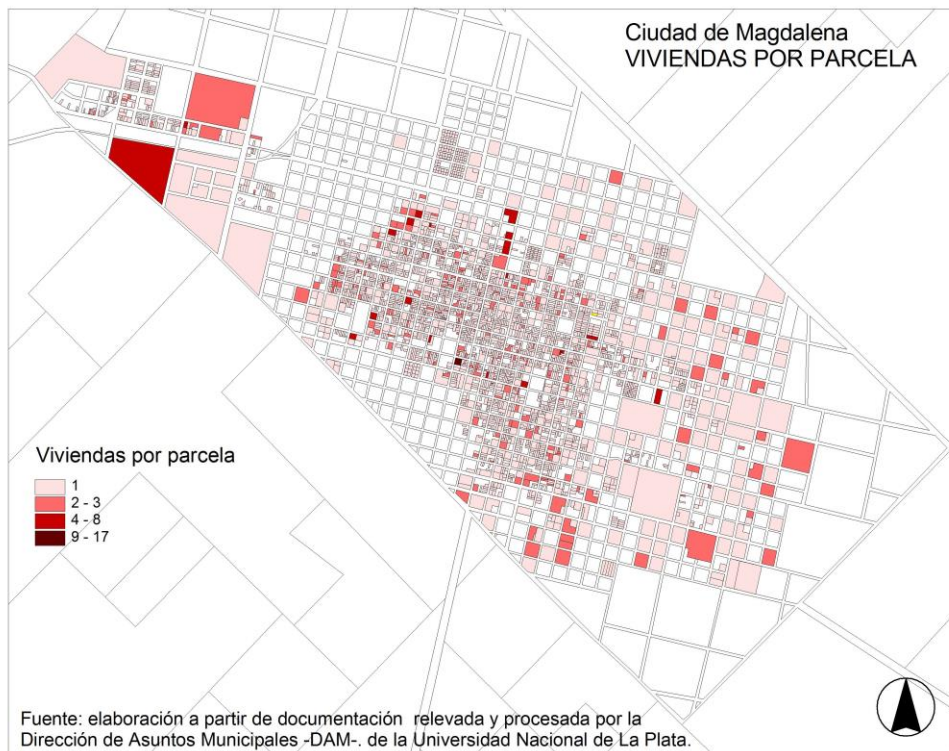 Ciudad de Magdalena
VIVIENDAS POR PARCELA
Viviendas por parcela
1
2 - 3
4 - 8
9 - 17
Fuente: elaboración a partir de documentación relevada y procesada por la
Dirección de Asuntos Municipales -DAM-. de la Universidad Nacional de La Plata.